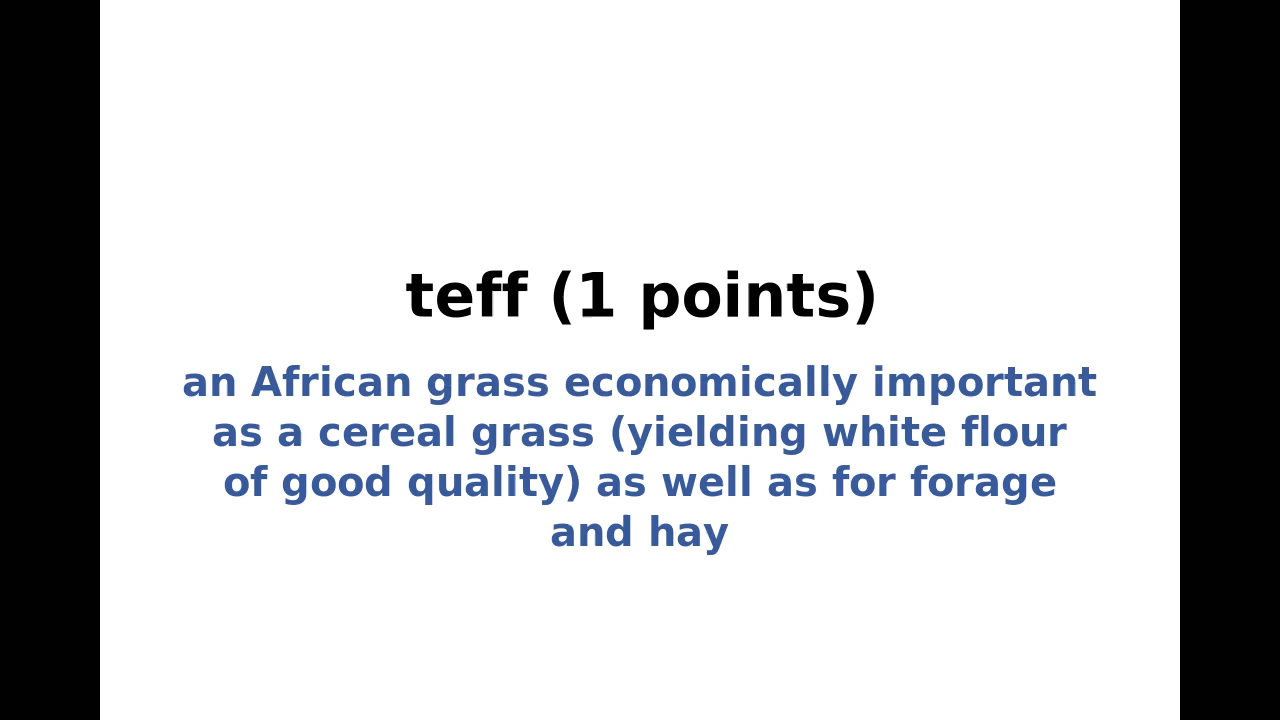 teff (1 points)
an African grass economically important
as a cereal grass (yielding white flour
of good quality) as well as for forage
and hay